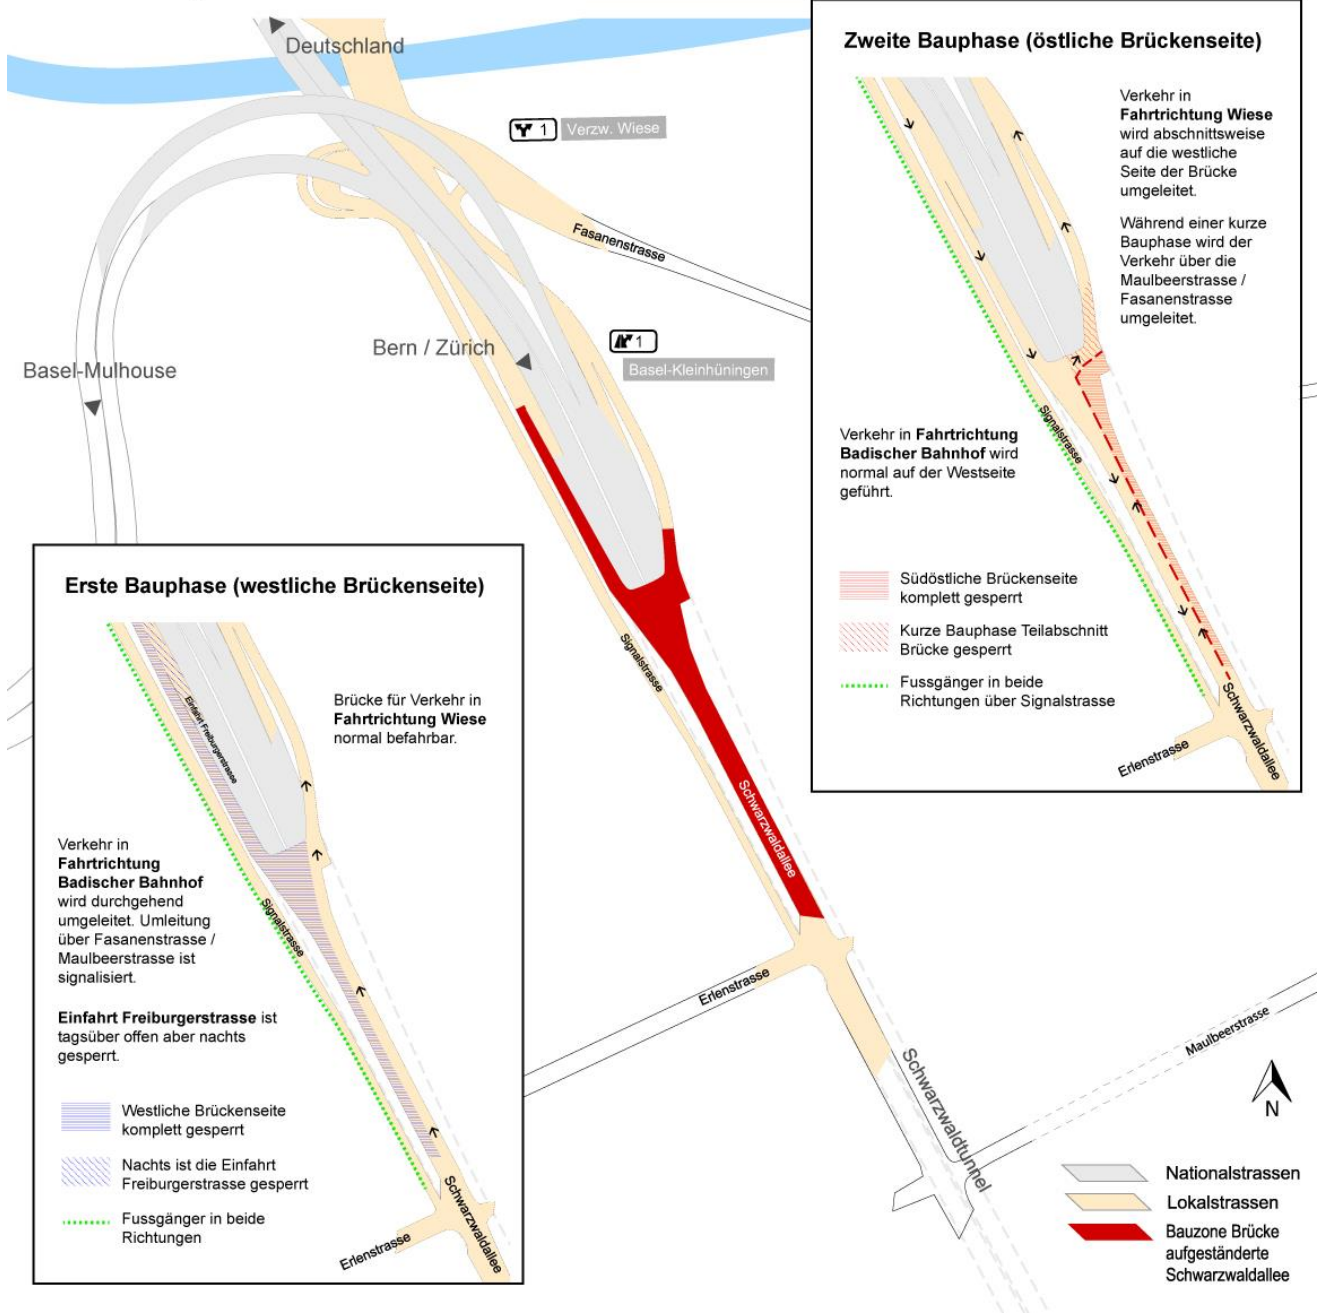 Deutschland
1 Verzw. Wiese
Fasanenstrasse
Bern / Zürich
1
Basel-Kleinhüningen
Basel-Mulhouse
Signalstrasse
Schwarzwaldallee
Erlenstrasse
Maulbeerstrasse
Schwarzwaldtunnel
N
Nationalstrassen
Lokalstrassen
Bauzone Brücke
aufgeständerte
Schwarzwaldallee
Zweite Bauphase (östliche Brückenseite)
Verkehr in
Fahrtrichtung Wiese
wird abschnittsweise
auf die westliche
Seite der Brücke
umgeleitet.
Während einer kurze
Bauphase wird der
Verkehr über die
Maulbeerstrasse /
Fasanenstrasse
umgeleitet.
Verkehr in Fahrtrichtung
Badischer Bahnhof wird
normal auf der Westseite
geführt.
Signalstrasse
Südöstliche Brückenseite
komplett gesperrt
Kurze Bauphase Teilabschnitt
Brücke gesperrt
Fussgänger in beide
Richtungen über Signalstrasse
Schwarzwaldallee
Erlenstrasse
Erste Bauphase (westliche Brückenseite)
Einfahrt Freiburgerstrasse
Brücke für Verkehr in
Fahrtrichtung Wiese
normal befahrbar.
Verkehr in
Fahrtrichtung
Badischer Bahnhof
wird durchgehend
umgeleitet. Umleitung
über Fasanenstrasse /
Maulbeerstrasse ist
signalisiert.
Signalstrasse
Einfahrt Freiburgerstrasse ist
tagsüber offen aber nachts
gesperrt.
Westliche Brückenseite
komplett gesperrt
Nachts ist die Einfahrt
Freiburgerstrasse gesperrt
Fussgänger in beide
Richtungen
Schwarzwaldallee
Erlenstrasse